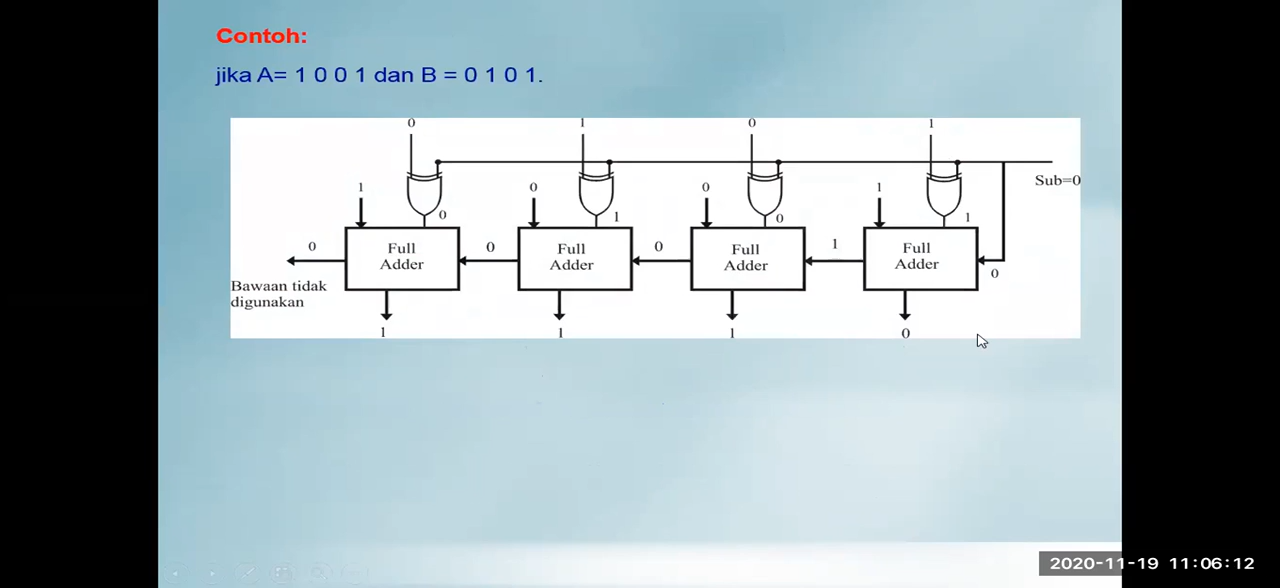 Contoh:
jika A= 1 0 0 1 dan B = 0 1 0 1.
0 1 0 1
Sub=0
1 0 0 1
0 1 0 1
0 Full Adder 0 Full Adder 0 Full Adder 1 Full Adder 0
Bawaan tidak
digunakan
1 1 1 0
2020-11-19 11:06:12